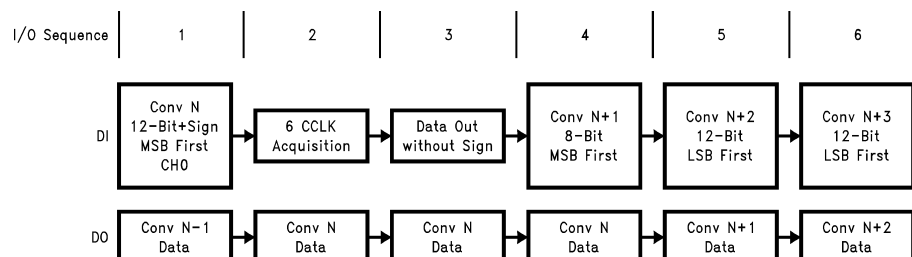 I/O Sequence 1 2 3 4 5 6
DI
Conv N
12-Bit+Sign
MSB First
CH0
6 CCLK
Acquisition
Data Out
without Sign
Conv N+1
8-Bit
MSB First
Conv N+2
12-Bit
LSB First
Conv N+3
12-Bit
LSB First
DO
Conv N-1
Data
Conv N
Data
Conv N
Data
Conv N
Data
Conv N+1
Data
Conv N+2
Data